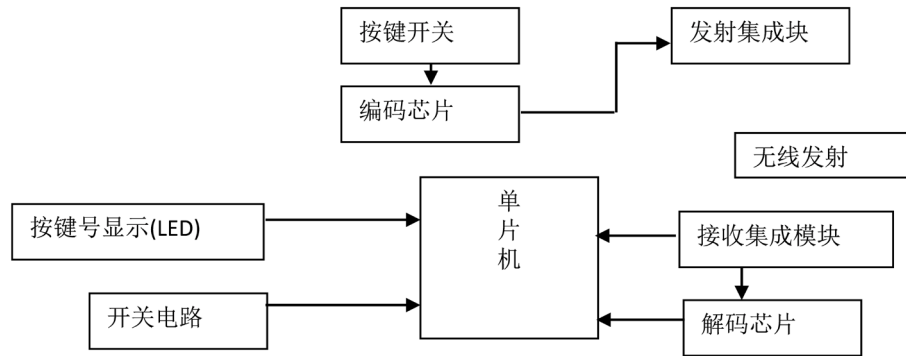 按键开关
发射集成块
编码芯片
无线发射
单
片
机
按键号显示(LED)
接收集成模块
开关电路
解码芯片